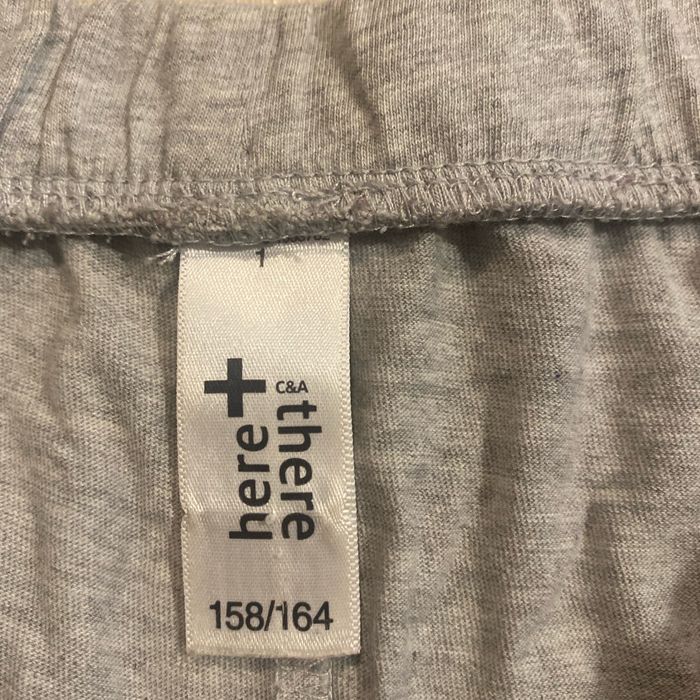 1
C&A
here + there
158/164